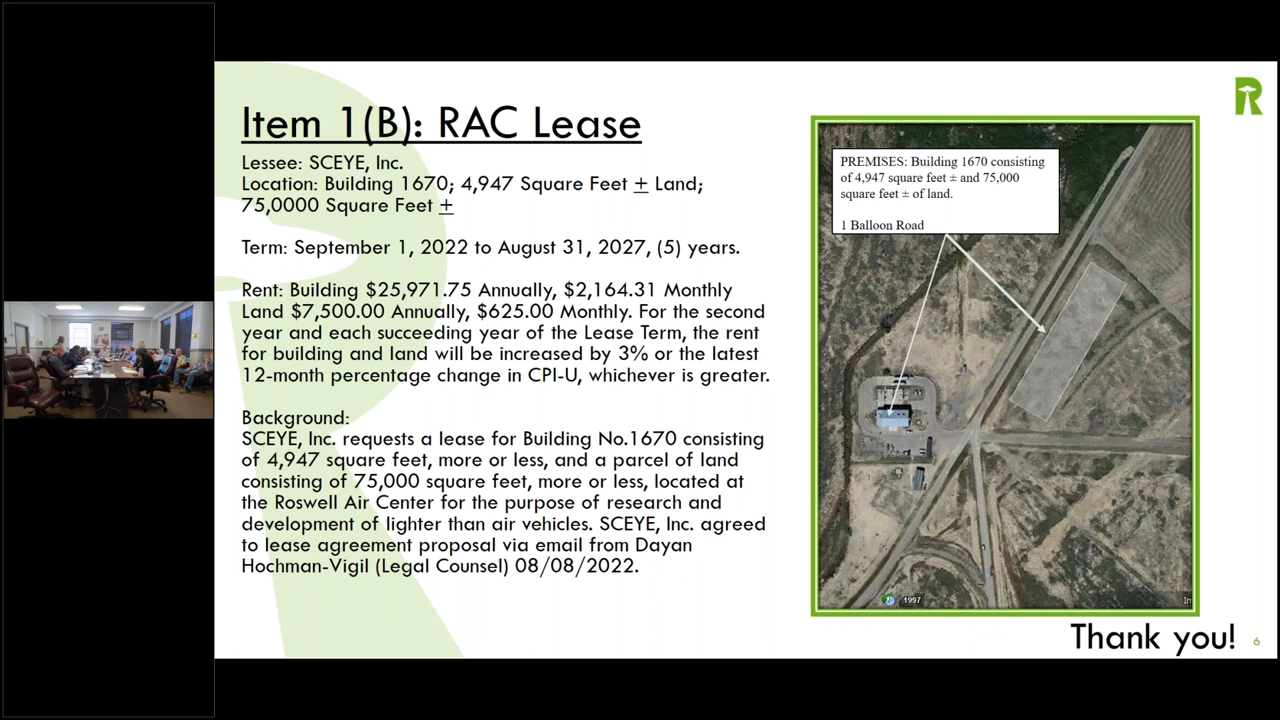 Item 1(B): RAC Lease
Lessee: SCEYE, Inc.
Location: Building 1670; 4,947 Square Feet ± Land;
75,0000 Square Feet ±
Term: September 1, 2022 to August 31, 2027, (5) years.
Rent: Building $25,971.75 Annually, $2,164.31 Monthly
Land $7,500.00 Annually, $625.00 Monthly. For the second
year and each succeeding year of the Lease Term, the rent
for building and land will be increased by 3% or the latest
12-month percentage change in CPI-U, whichever is greater.
Background:
SCEYE, Inc. requests a lease for Building No.1670 consisting
of 4,947 square feet, more or less, and a parcel of land
consisting of 75,000 square feet, more or less, located at
the Roswell Air Center for the purpose of research and
development of lighter than air vehicles. SCEYE, Inc. agreed
to lease agreement proposal via email from Dayan
Hochman-Vigil (Legal Counsel) 08/08/2022.
R
PREMISES: Building 1670 consisting
of 4,947 square feet ± and 75,000
square feet ± of land.
1 Balloon Road
1997
Thank you!
6